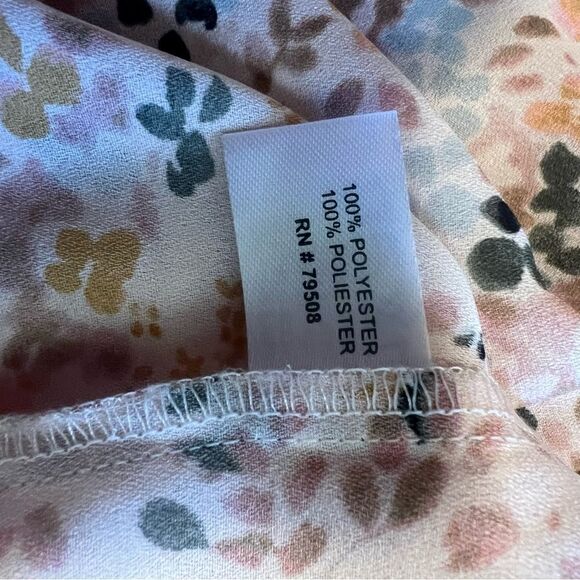 100% POLYESTER
100% POLIESTER
RN # 79508